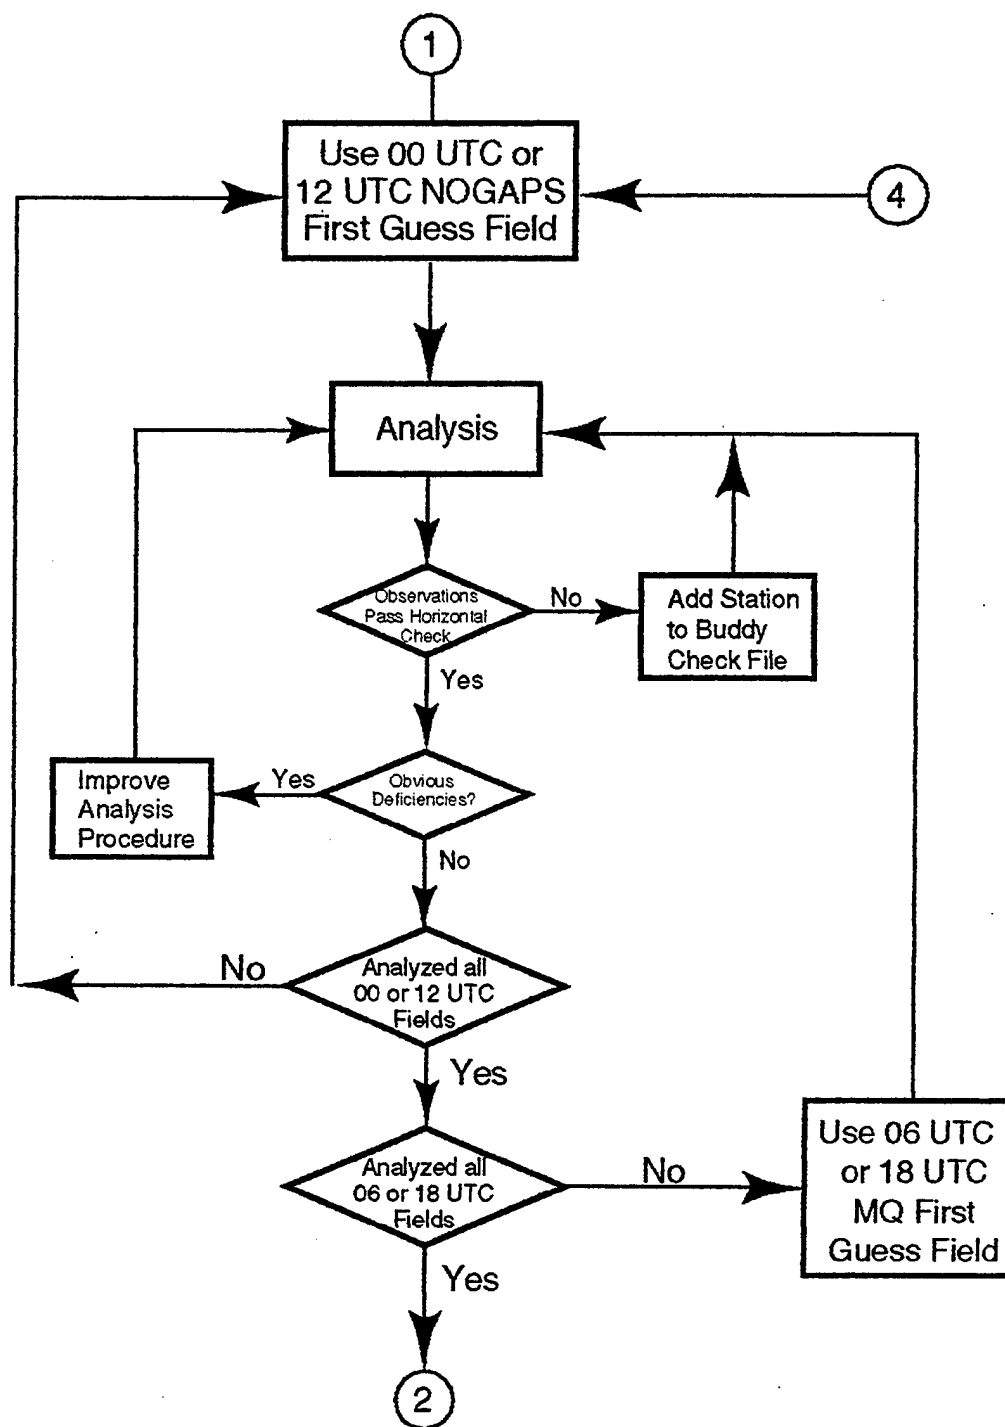 1
Use 00 UTC or
12 UTC NOGAPS
First Guess Field
4
Analysis
Observations
Pass Horizontal
Check
No
Add Station
to Buddy
Check File
Yes
Obvious
Deficiencies?
Yes
Improve
Analysis
Procedure
No
Analyzed all
00 or 12 UTC
Fields
No
Yes
Analyzed all
06 or 18 UTC
Fields
No
Use 06 UTC
or 18 UTC
MQ First
Guess Field
Yes
2